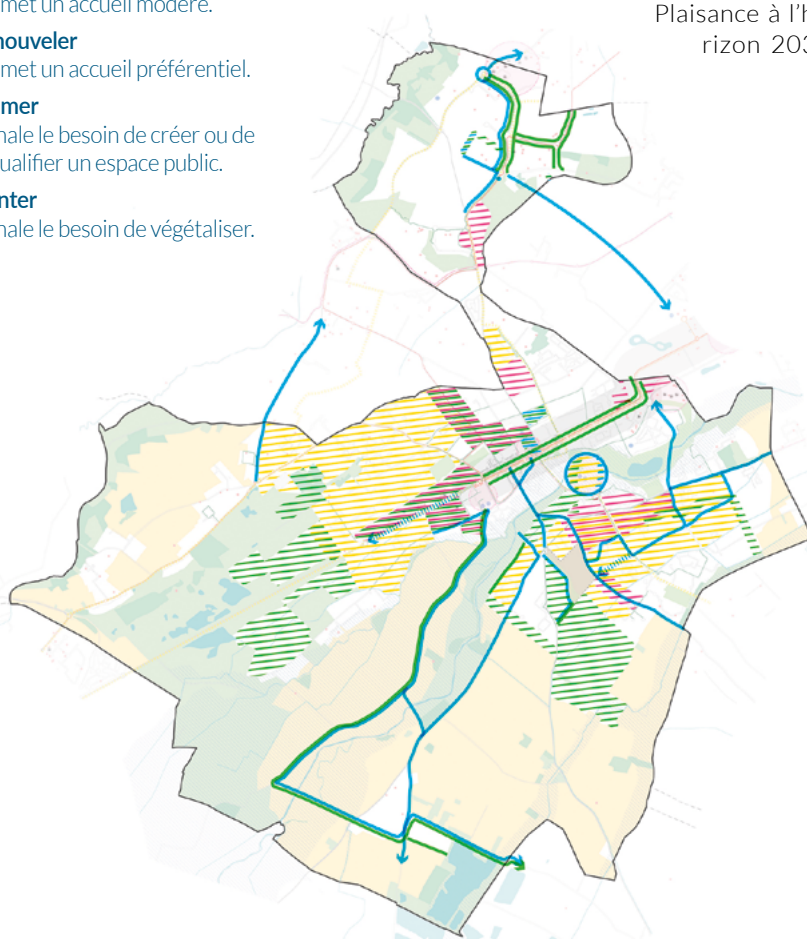 met un accueil modéré.
nouveler
met un accueil préférentiel.
mer
nale le besoin de créer ou de
ualifier un espace public.
nter
nale le besoin de végétaliser.
Plaisance à l'h
rizon 203